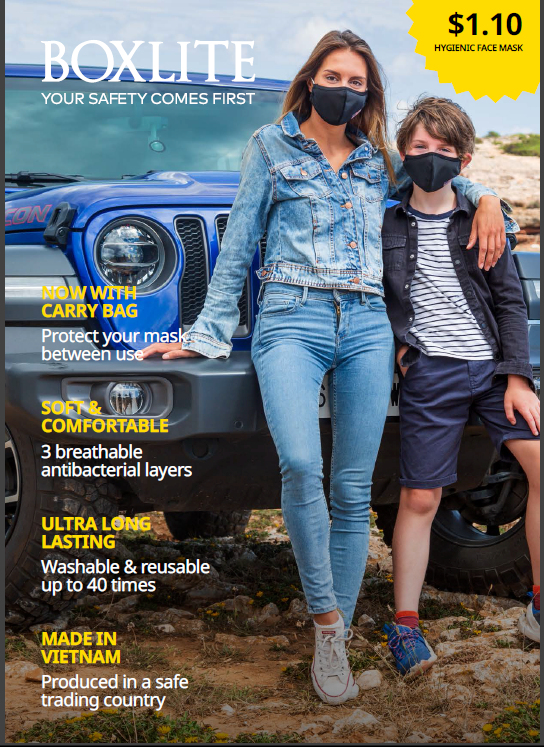 $1.10
HYGIENIC FACE MASK
BOXLITE
YOUR SAFETY COMES FIRST
CON
NOW WITH
CARRY BAG
Protect your mask
between use
SOFT &
COMFORTABLE
3 breathable
antibacterial layers
ULTRA LONG
LASTING
Washable & reusable
up to 40 times
MADE IN
VIETNAM
Produced in a safe
trading country